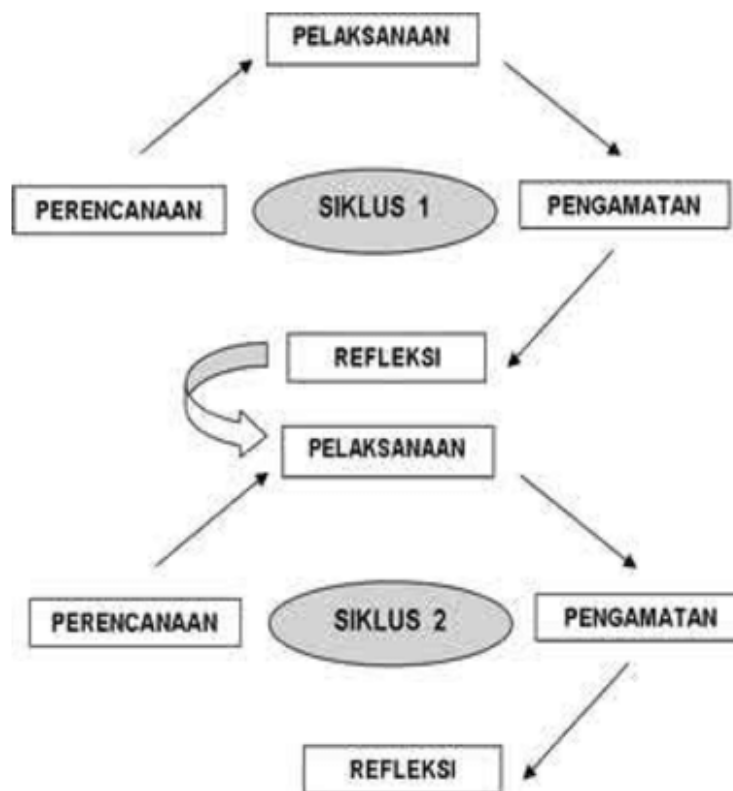 PELAKSANAAN
PERENCANAAN
SIKLUS 1
PENGAMATAN
REFLEKSI
PELAKSANAAN
PERENCANAAN
SIKLUS 2
PENGAMATAN
REFLEKSI